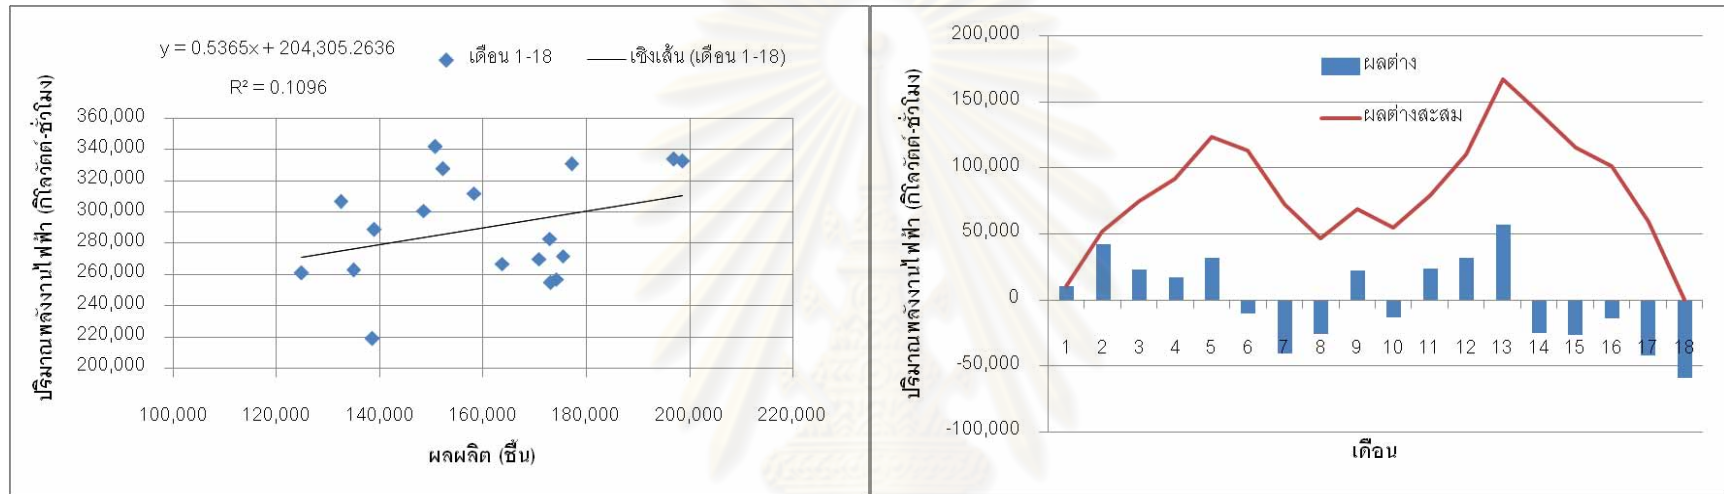 y = 0.5365x + 204,305.2636
R² = 0.1096
เดือน 1-18
เชิงเส้น (เดือน 1-18)
ปริมาณพลังงานไฟฟ้า (กิโลวัตต์-ชั่วโมง)
360,000
340,000
320,000
300,000
280,000
260,000
240,000
220,000
200,000
100,000 120,000 140,000 160,000 180,000 200,000 220,000
ผลผลิต (ชิ้น)
ปริมาณพลังงานไฟฟ้า (กิโลวัตต์-ชั่วโมง)
200,000
150,000
100,000
50,000
0
-50,000
-100,000
ผลต่าง
ผลต่างสะสม
1 2 3 4 5 6 7 8 9 10 11 12 13 14 15 16 17 18
เดือน